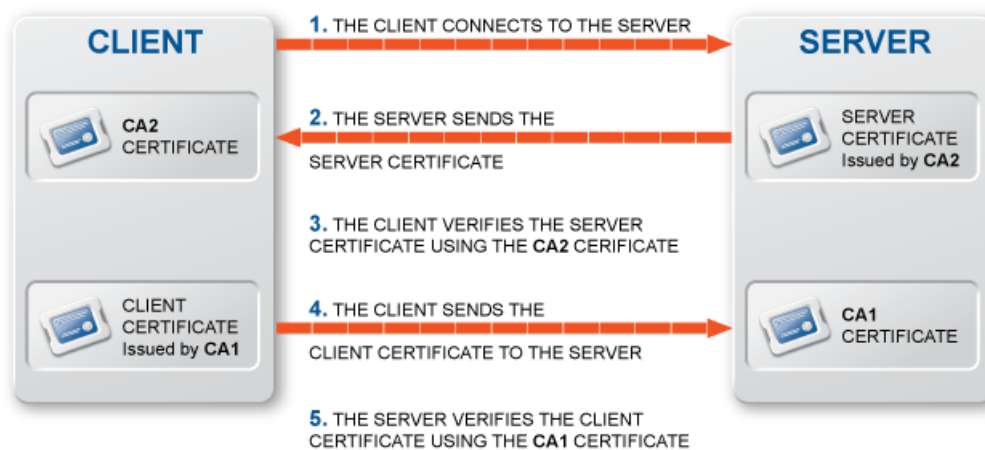 CLIENT
CA2
CERTIFICATE
CLIENT
CERTIFICATE
Issued by CA1
1. THE CLIENT CONNECTS TO THE SERVER
2. THE SERVER SENDS THE
SERVER CERTIFICATE
3. THE CLIENT VERIFIES THE SERVER
CERTIFICATE USING THE CA2 CERIFICATE
4. THE CLIENT SENDS THE
CLIENT CERTIFICATE TO THE SERVER
5. THE SERVER VERIFIES THE CLIENT
CERTIFICATE USING THE CA1 CERTIFICATE
SERVER
SERVER
CERTIFICATE
Issued by CA2
CA1
CERTIFICATE